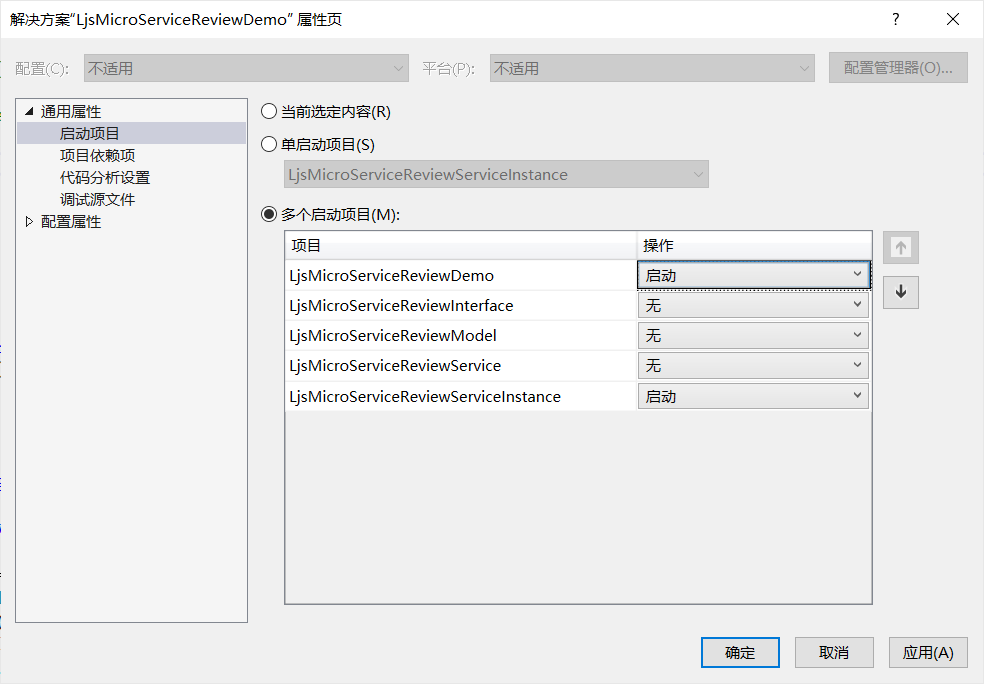 解决方案“LjsMicroServiceReviewDemo” 属性页
?
配置(C): 不适用 平台(P): 不适用 配置管理器(O)...
通用属性
启动项目
项目依赖项
代码分析设置
调试源文件
配置属性
当前选定内容(R)
单启动项目(S)
LjsMicroServiceReviewServiceInstance
多个启动项目(M):
项目 操作
LjsMicroServiceReviewDemo 启动
LjsMicroServiceReviewInterface 无
LjsMicroServiceReviewModel 无
LjsMicroServiceReviewService 无
LjsMicroServiceReviewServiceInstance 启动
确定 取消 应用(A)